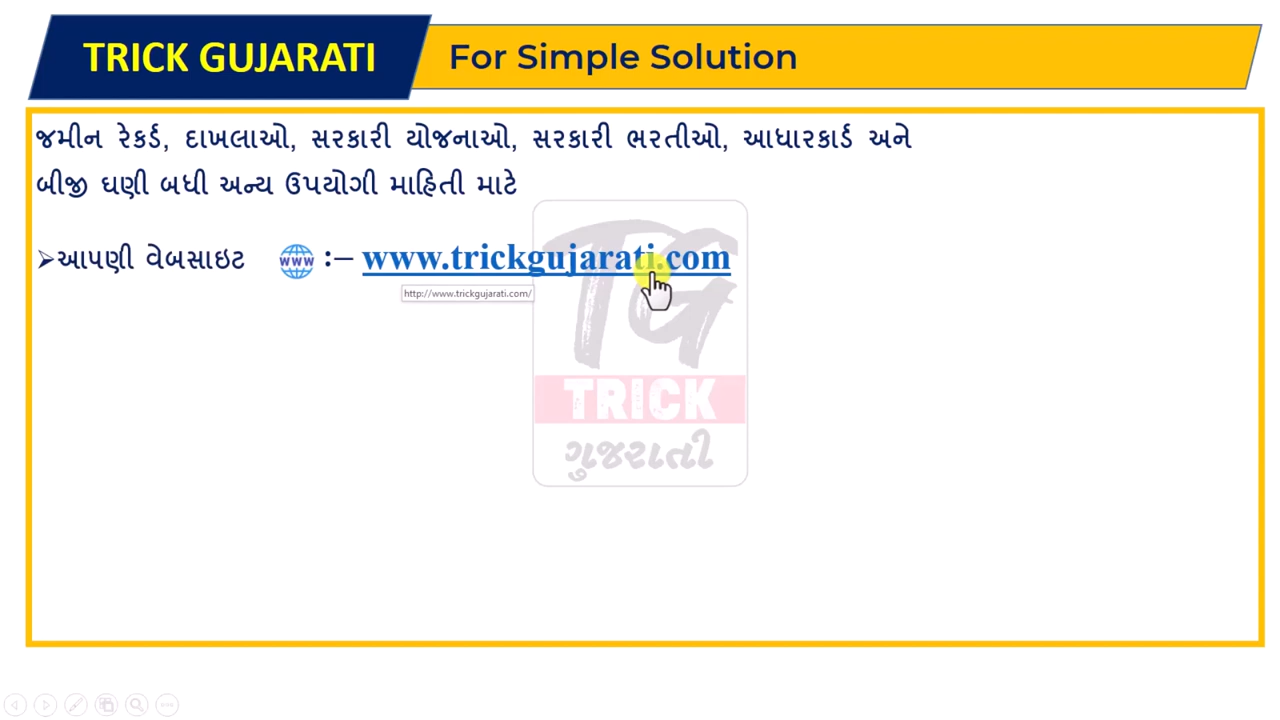 TRICK GUJARATI
For Simple Solution
જમીન રેકર્ડ, દાખલાઓ, સરકારી યોજનાઓ, સરકારી ભરતીઓ, આધારકાર્ડ અને
બીજી ઘણી બધી અન્ય ઉપયોગી માહિતી માટે
➢આપણી વેબસાઇટ www :– www.trickgujarati.com
http://www.trickgujarati.com/
TG
TRICK
ગુજરાતી